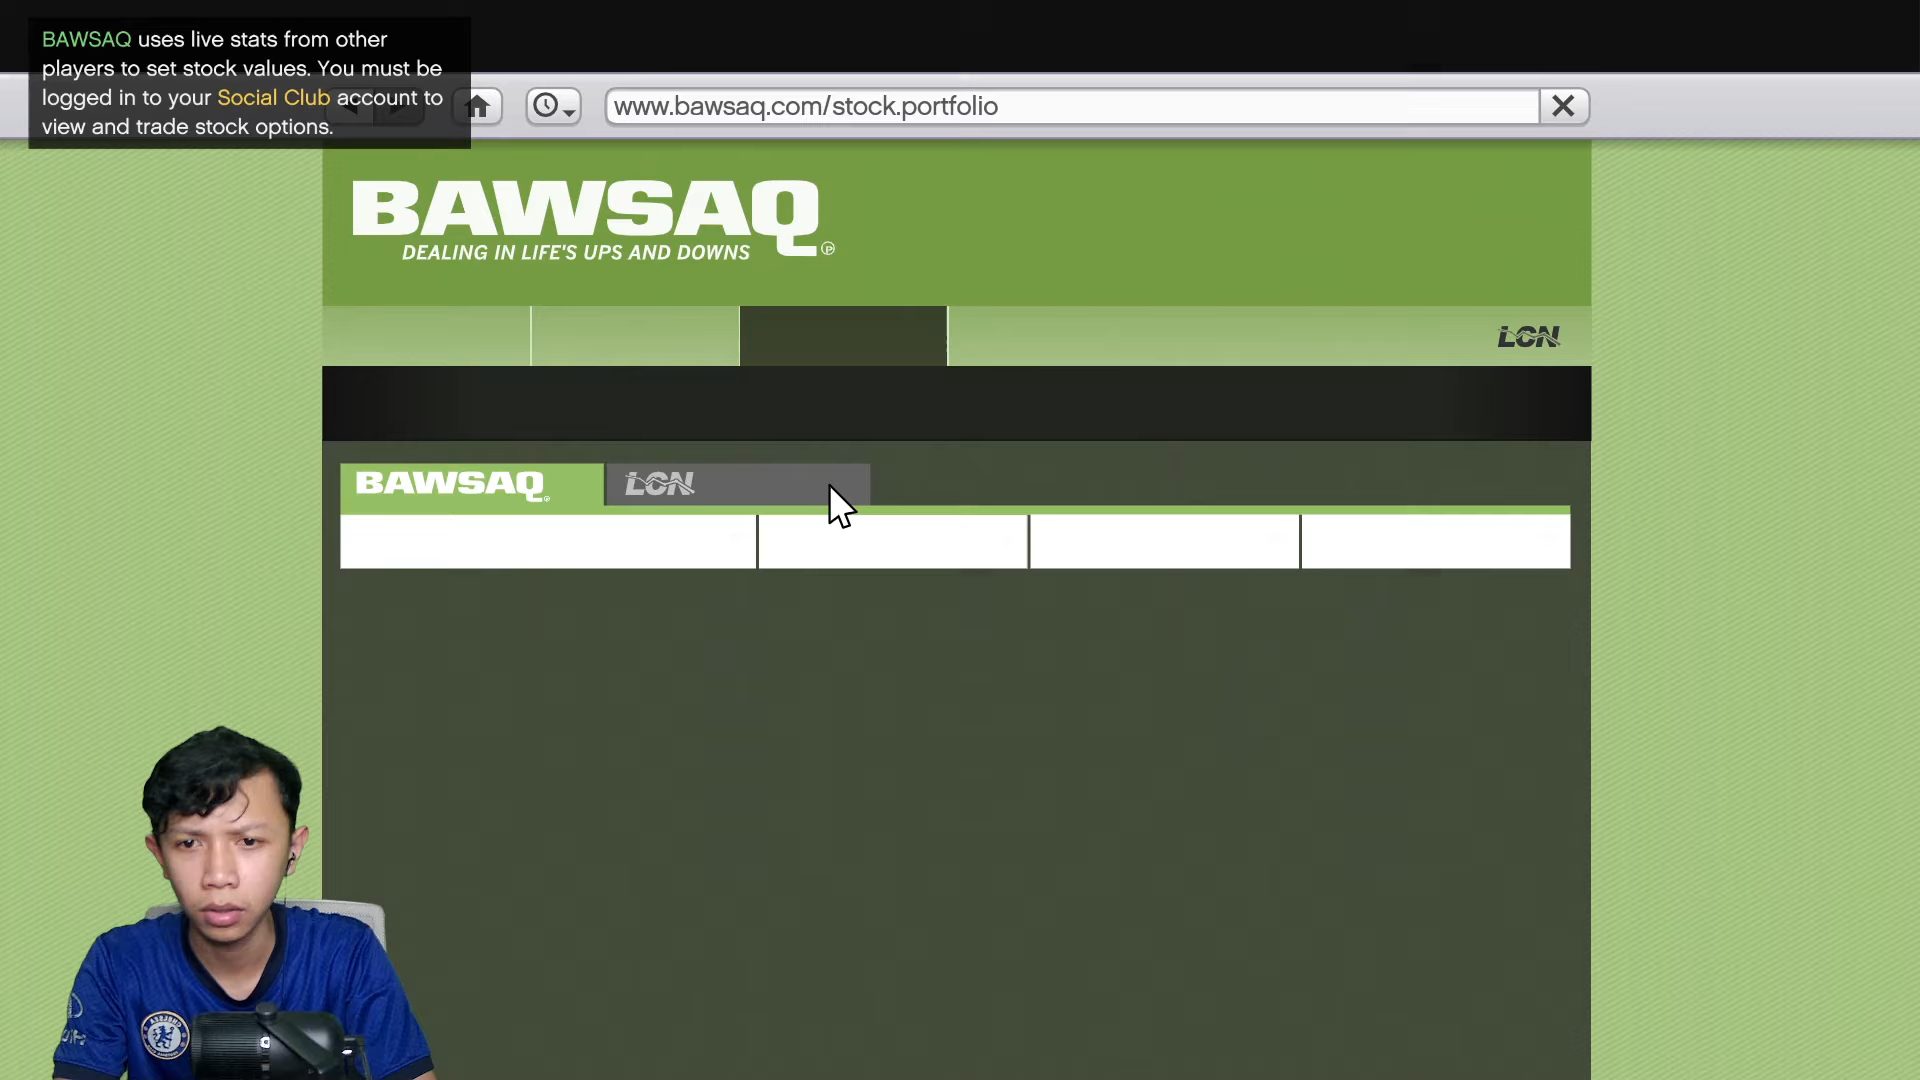 BAWSAQ uses live stats from other
players to set stock values. You must be
logged in to your Social Club account to
view and trade stock options.
www.bawsaq.com/stock.portfolio
BAWSAQ
DEALING IN LIFE'S UPS AND DOWNS
LCN
BAWSAQ
LCN
CHELSEA